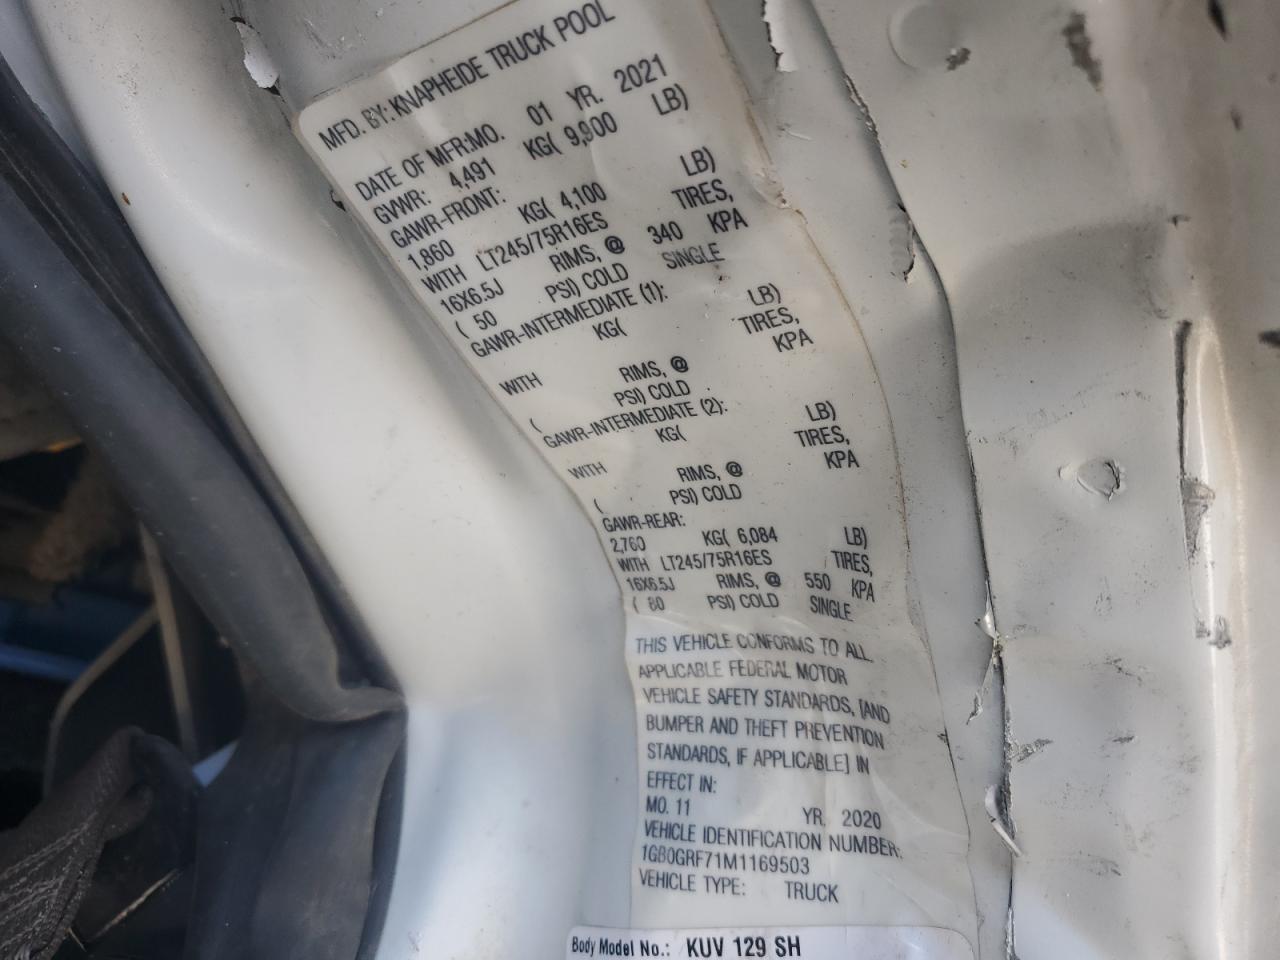 MFD. BY: KNAPHEIDE TRUCK POOL
DATE OF MFR:MO. 01 YR. 2021
GVWR: 4,491 KG( 9,900 LB)
GAWR-FRONT:
1,860 KG( 4,100 LB)
WITH LT245/75R16ES TIRES,
16X6.5J RIMS, @ 340 KPA
( 50 PSI) COLD SINGLE
GAWR-INTERMEDIATE (1):
KG( LB)
WITH TIRES,
RIMS, @ KPA
( PSI) COLD
GAWR-INTERMEDIATE (2):
KG( LB)
WITH TIRES,
RIMS, @ KPA
( PSI) COLD
GAWR-REAR:
2,760 KG( 6,084 LB)
WITH LT245/75R16ES TIRES,
16X6.5J RIMS, @ 550 KPA
( 80 PSI) COLD SINGLE
THIS VEHICLE CONFORMS TO ALL
APPLICABLE FEDERAL MOTOR
VEHICLE SAFETY STANDARDS, [AND
BUMPER AND THEFT PREVENTION
STANDARDS, IF APPLICABLE] IN
EFFECT IN:
MO. 11 YR. 2020
VEHICLE IDENTIFICATION NUMBER:
1GB0GRF71M1169503
VEHICLE TYPE: TRUCK
Body Model No.: KUV 129 SH